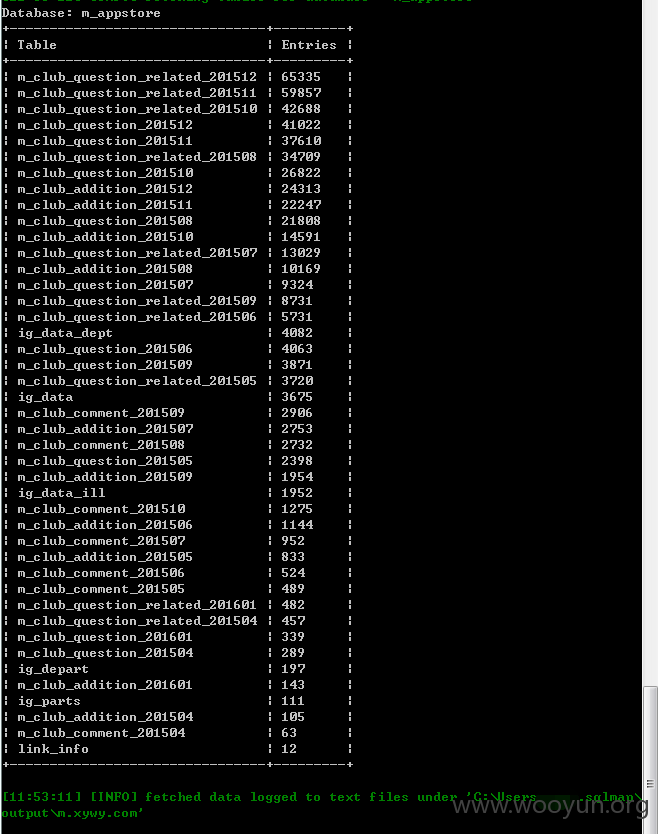 Database: m_appstore
+--------------------------------+---------+
| Table | Entries |
+--------------------------------+---------+
| m_club_question_related_201512 | 65335 |
| m_club_question_related_201511 | 59857 |
| m_club_question_related_201510 | 42688 |
| m_club_question_201512 | 41022 |
| m_club_question_201511 | 37610 |
| m_club_question_related_201508 | 34709 |
| m_club_question_201510 | 26822 |
| m_club_addition_201512 | 24313 |
| m_club_addition_201511 | 22247 |
| m_club_question_201508 | 21808 |
| m_club_addition_201510 | 14591 |
| m_club_question_related_201507 | 13029 |
| m_club_addition_201508 | 10169 |
| m_club_question_201507 | 9324 |
| m_club_question_related_201509 | 8731 |
| m_club_question_related_201506 | 5731 |
| ig_data_dept | 4082 |
| m_club_question_201506 | 4063 |
| m_club_question_201509 | 3871 |
| m_club_question_related_201505 | 3720 |
| ig_data | 3675 |
| m_club_comment_201509 | 2906 |
| m_club_addition_201507 | 2753 |
| m_club_comment_201508 | 2732 |
| m_club_question_201505 | 2398 |
| m_club_addition_201509 | 1954 |
| ig_data_ill | 1952 |
| m_club_comment_201510 | 1275 |
| m_club_addition_201506 | 1144 |
| m_club_comment_201507 | 952 |
| m_club_addition_201505 | 833 |
| m_club_comment_201506 | 524 |
| m_club_comment_201505 | 489 |
| m_club_question_related_201601 | 482 |
| m_club_question_related_201504 | 457 |
| m_club_question_201601 | 339 |
| m_club_question_201504 | 289 |
| ig_depart | 197 |
| m_club_addition_201601 | 143 |
| ig_parts | 111 |
| m_club_addition_201504 | 105 |
| m_club_comment_201504 | 63 |
| link_info | 12 |
+--------------------------------+---------+
[11:53:11] [INFO] fetched data logged to text files under 'C:\Users .sqlmap\
output\m.xywy.com'
www.wooyun.org